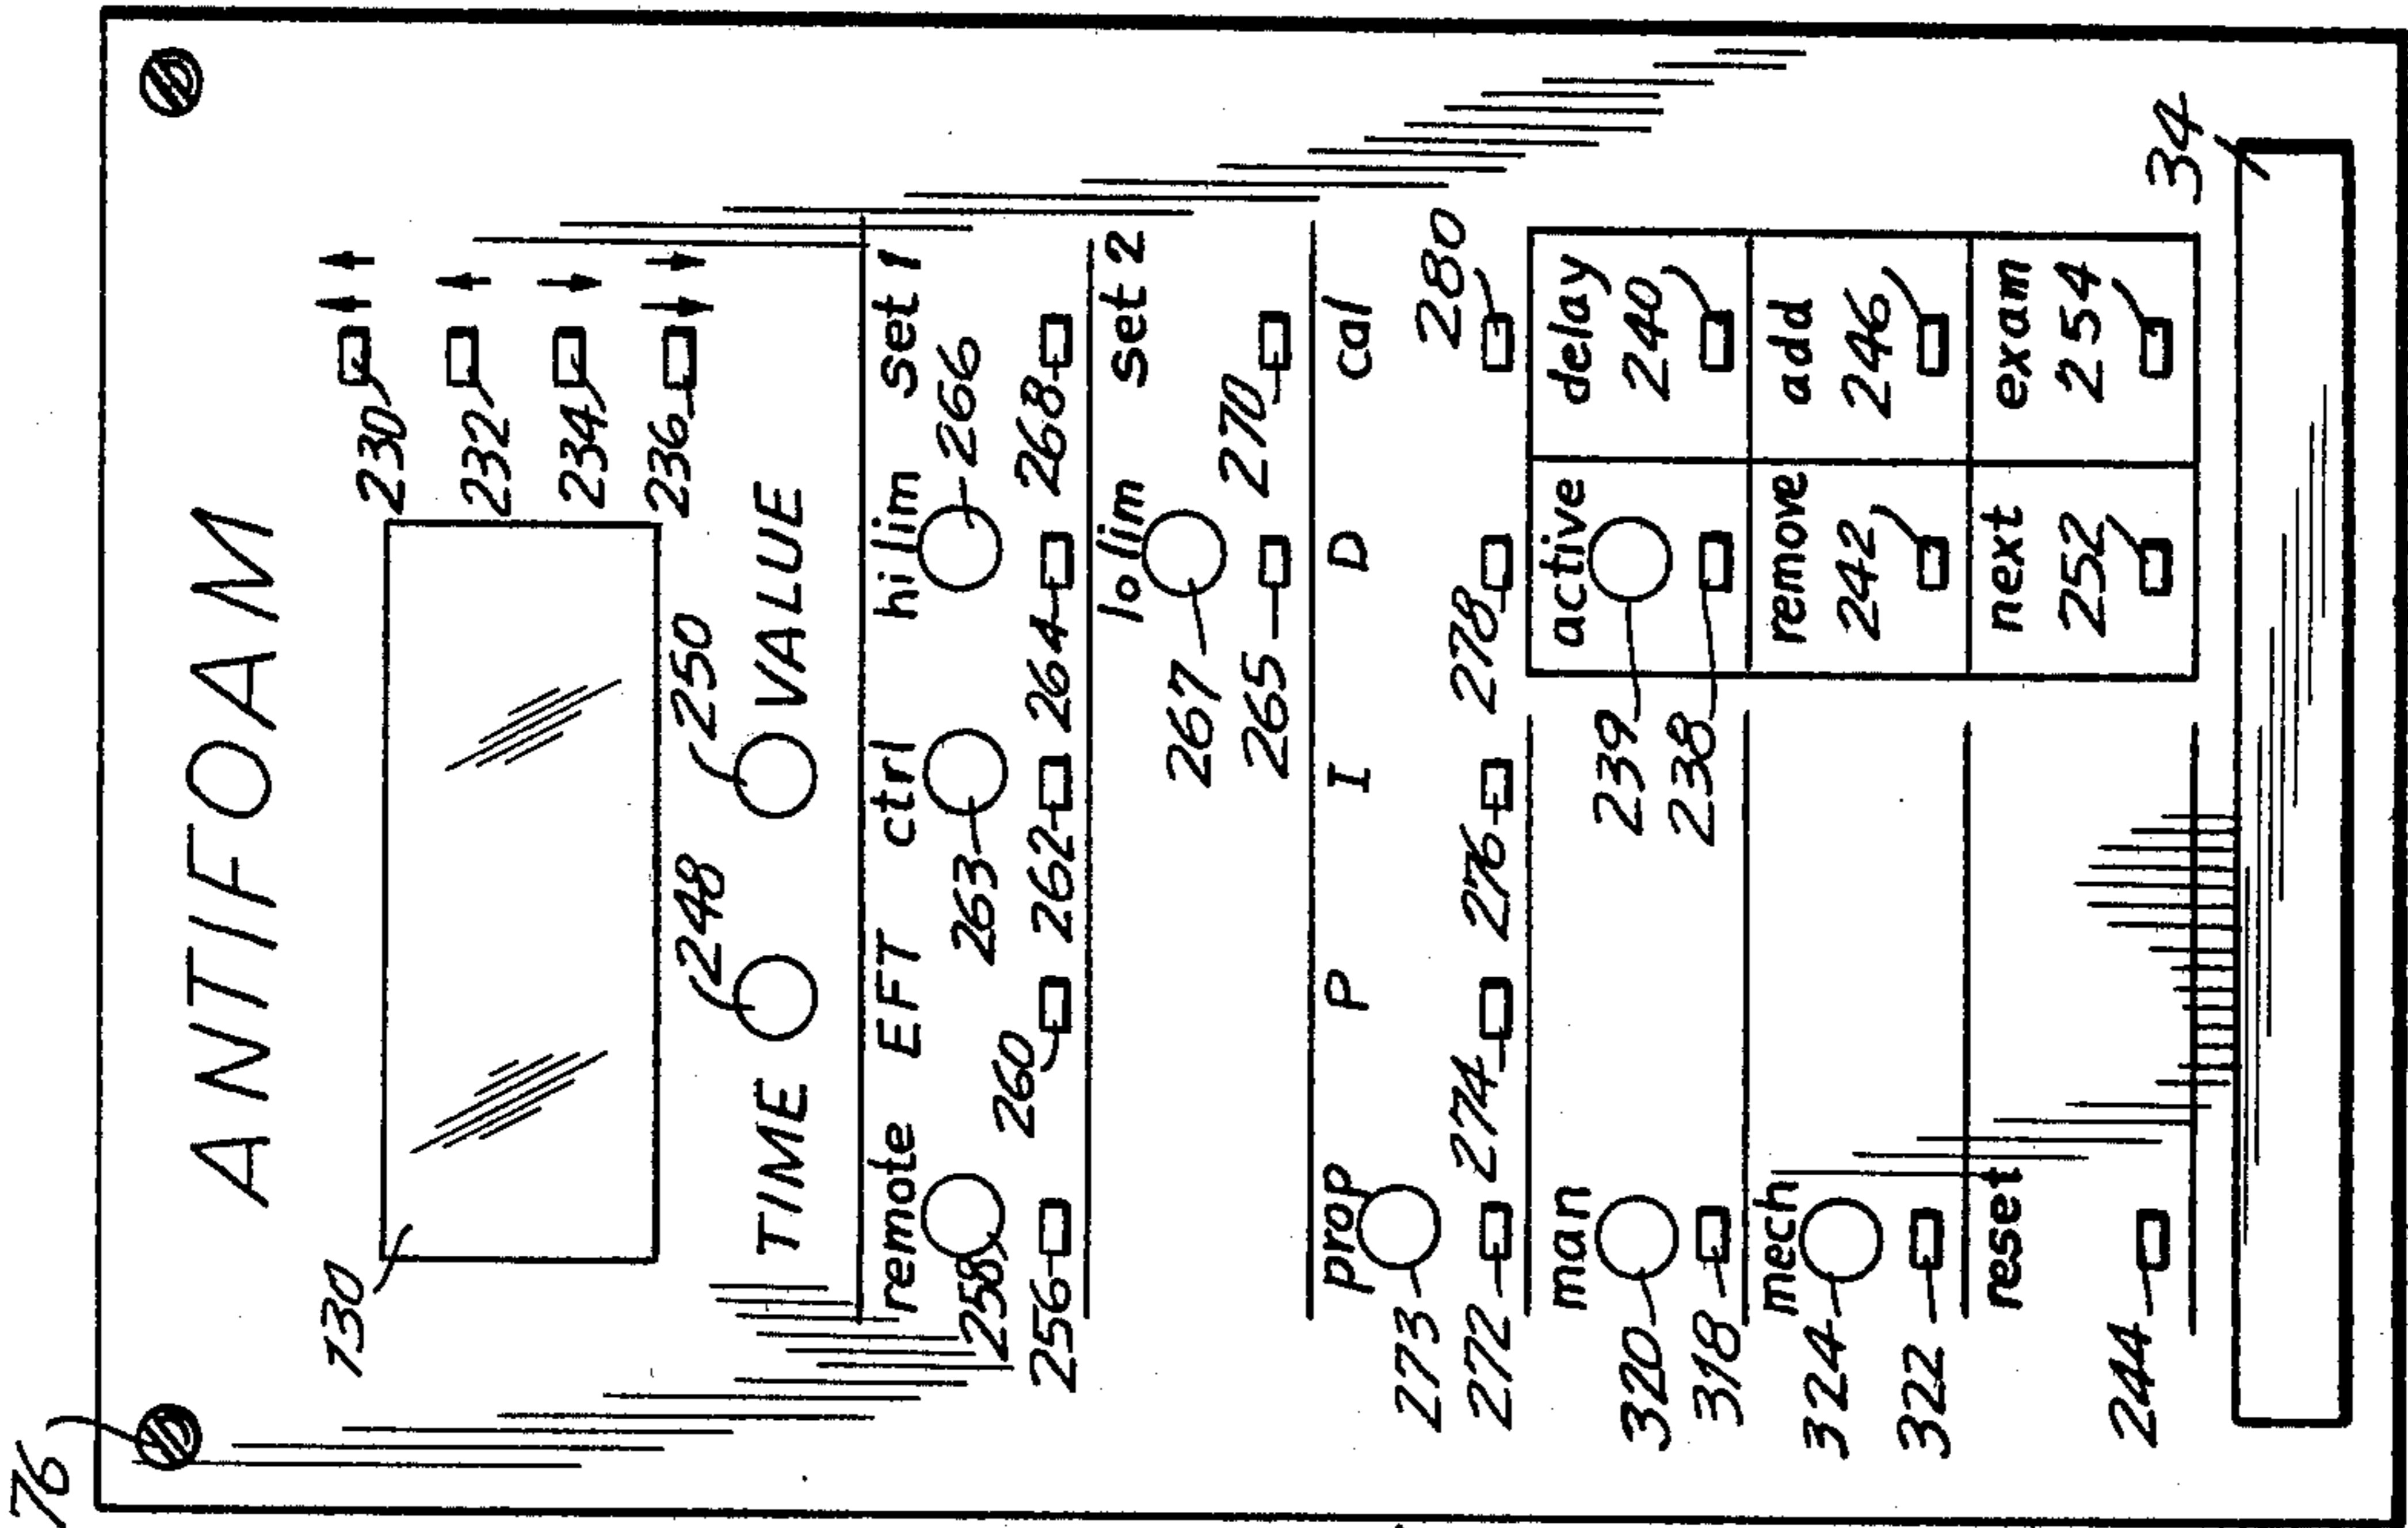 76
ANTIFOAM
130 230
232
234
236
248 250
TIME VALUE
remote EFT ctrl hi lim set 1
258 263 266
256 260 262 264 268
lo lim set 2
267
265 270
prop P I D cal
273 280
272 274 276 278
man active delay
320 239 240
318 238
mech remove add
324 242 246
322
reset next exam
252 254
244
34